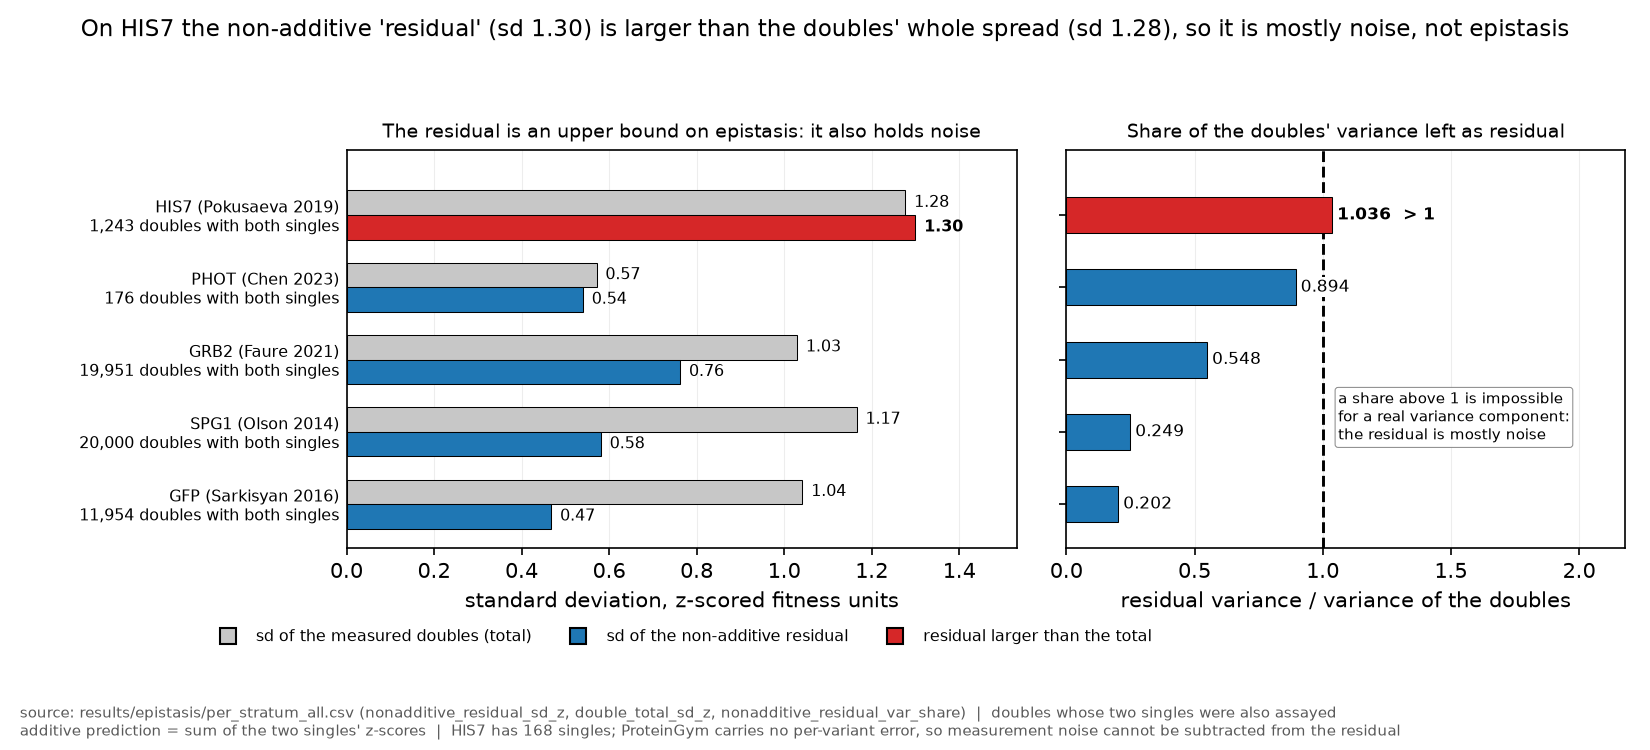 On HIS7 the non-additive 'residual' (sd 1.30) is larger than the doubles' whole spread (sd 1.28), so it is mostly noise, not epistasis
The residual is an upper bound on epistasis: it also holds noise
HIS7 (Pokusaeva 2019)
1,243 doubles with both singles
1.28
1.30
PHOT (Chen 2023)
176 doubles with both singles
0.57
0.54
GRB2 (Faure 2021)
19,951 doubles with both singles
1.03
0.76
SPG1 (Olson 2014)
20,000 doubles with both singles
1.17
0.58
GFP (Sarkisyan 2016)
11,954 doubles with both singles
1.04
0.47
0.0 0.2 0.4 0.6 0.8 1.0 1.2 1.4
standard deviation, z-scored fitness units
Share of the doubles' variance left as residual
1.036 > 1
0.894
0.548
a share above 1 is impossible
for a real variance component:
the residual is mostly noise
0.249
0.202
0.0 0.5 1.0 1.5 2.0
residual variance / variance of the doubles
sd of the measured doubles (total) sd of the non-additive residual residual larger than the total
source: results/epistasis/per_stratum_all.csv (nonadditive_residual_sd_z, double_total_sd_z, nonadditive_residual_var_share) | doubles whose two singles were also assayed
additive prediction = sum of the two singles' z-scores | HIS7 has 168 singles; ProteinGym carries no per-variant error, so measurement noise cannot be subtracted from the residual